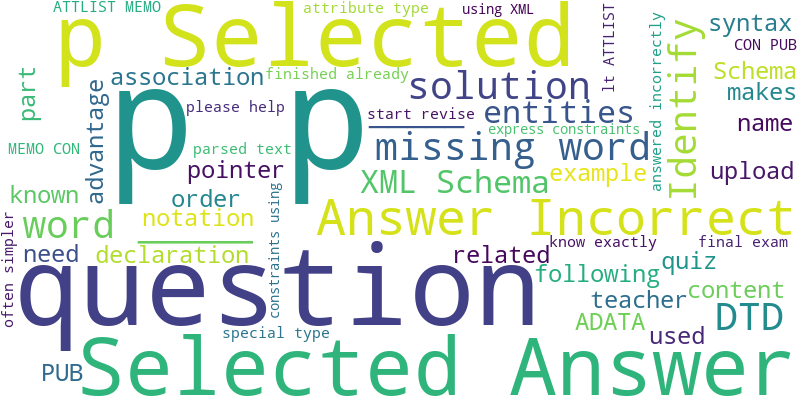 ATTLIST MEMO
attribute type
using XML
p Selected
lt ATTLIST
Identify
syntax
CON PUB
part
association
finished already
solution
answered incorrectly
Schema
makes
advantage
p p
please help
start revise
entities
name
express constraints
MEMO CON
parsed text
missing word
pointer
XML Schema
example
upload
known
order
constraints using
word
notation
Answer Incorrect
often simpler
need
declaration
question
related
know exactly
final exam
following
quiz
teacher
content
ADATA
DTD
special type
used
PUB
Selected Answer